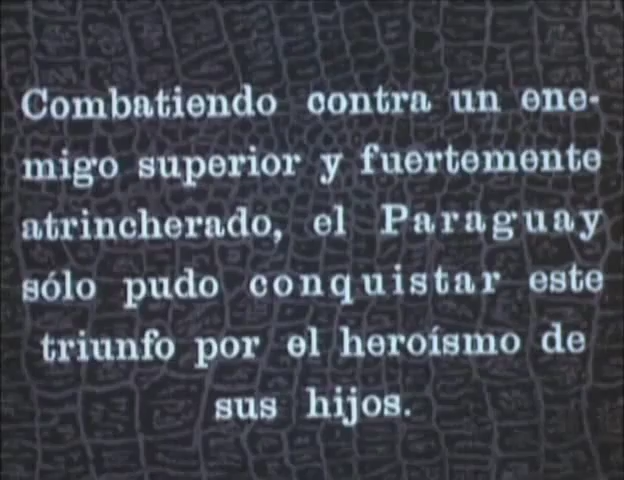 Combatiendo contra un ene-
migo superior y fuertemente
atrincherado, el Paraguay
sólo pudo conquistar este
triunfo por el heroísmo de
sus hijos.